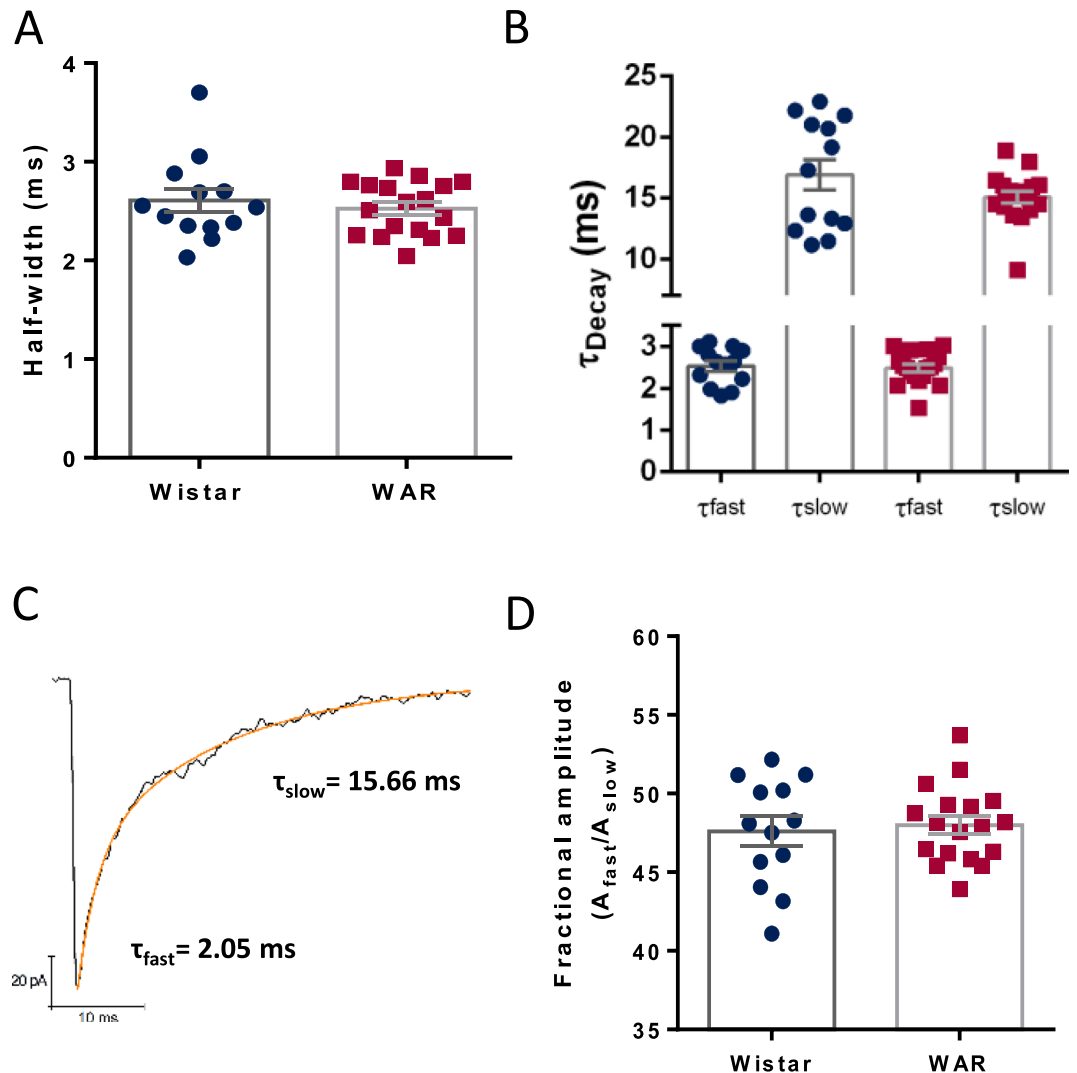 A
Half-width (ms)
4
3
2
1
0
Wistar WAR
B
τDecay (ms)
25
20
15
10
3
2
1
0
τfast τslow τfast τslow
C
τslow= 15.66 ms
τfast= 2.05 ms
20 pA
10 ms
D
Fractional amplitude
(Afast/Aslow)
60
55
50
45
40
35
Wistar WAR